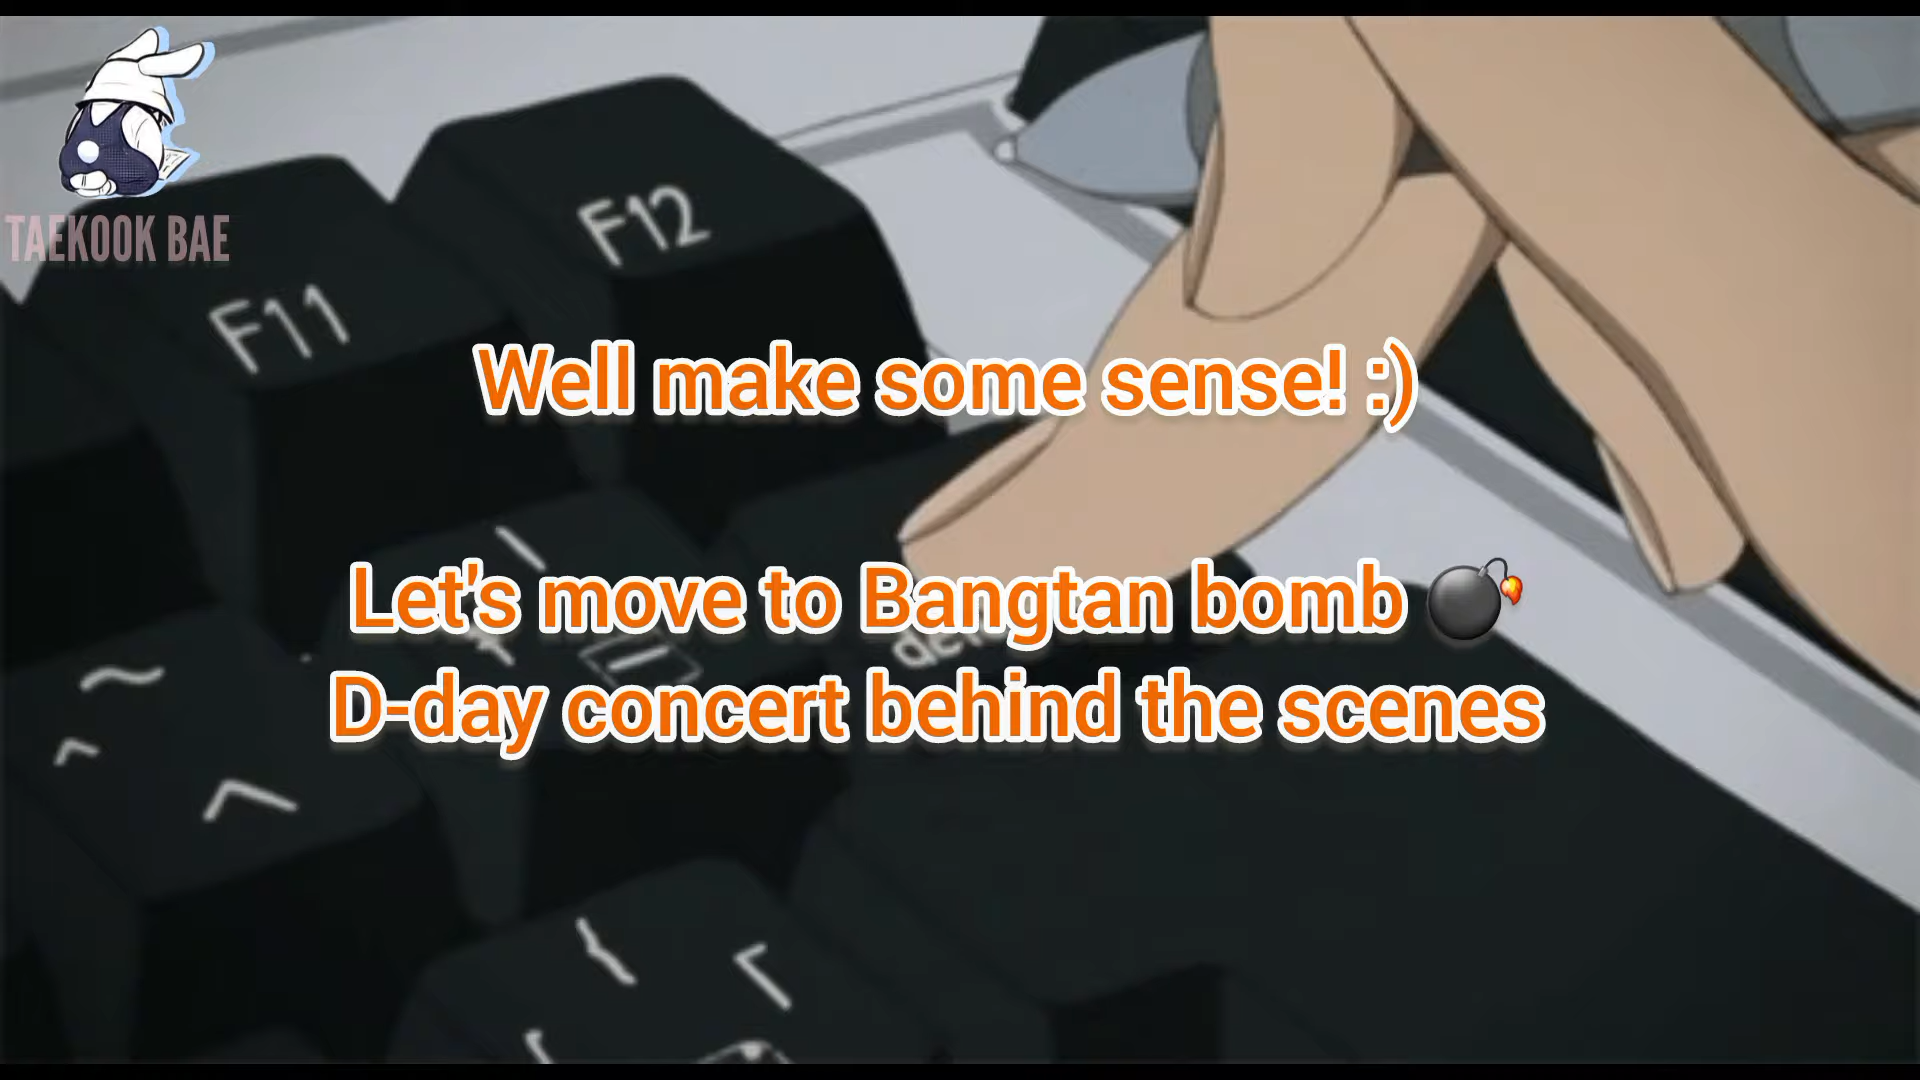 TAEKOOK BAE
F12
F11
Well make some sense! :)
Let's move to Bangtan bomb 💣
D-day concert behind the scenes